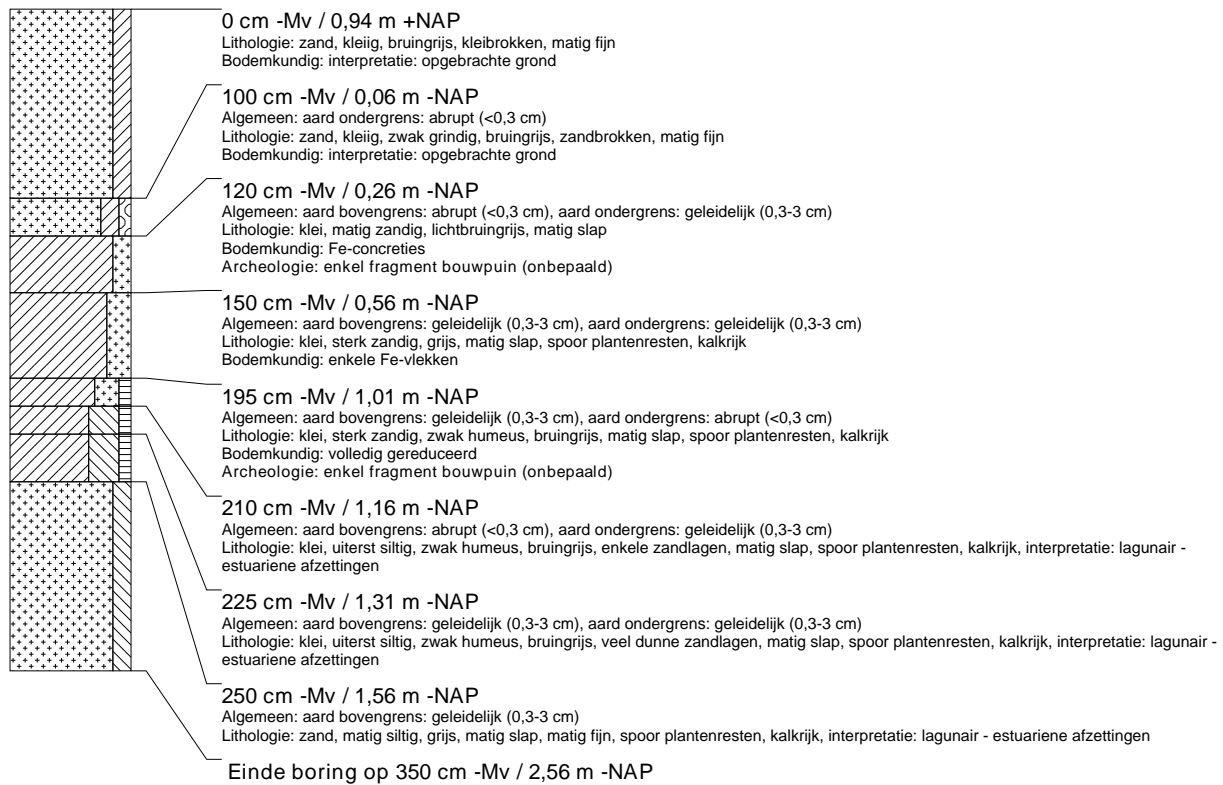 0 cm -Mv / 0,94 m +NAP
Lithologie: zand, kleiig, bruingrijs, kleibrokken, matig fijn
Bodemkundig: interpretatie: opgebrachte grond
100 cm -Mv / 0,06 m -NAP
Algemeen: aard ondergrens: abrupt (<0,3 cm)
Lithologie: zand, kleiig, zwak grindig, bruingrijs, zandbrokken, matig fijn
Bodemkundig: interpretatie: opgebrachte grond
120 cm -Mv / 0,26 m -NAP
Algemeen: aard bovengrens: abrupt (<0,3 cm), aard ondergrens: geleidelijk (0,3-3 cm)
Lithologie: klei, matig zandig, lichtbruingrijs, matig slap
Bodemkundig: Fe-concreties
Archeologie: enkel fragment bouwpuin (onbepaald)
150 cm -Mv / 0,56 m -NAP
Algemeen: aard bovengrens: geleidelijk (0,3-3 cm), aard ondergrens: geleidelijk (0,3-3 cm)
Lithologie: klei, sterk zandig, grijs, matig slap, spoor plantenresten, kalkrijk
Bodemkundig: enkele Fe-vlekken
195 cm -Mv / 1,01 m -NAP
Algemeen: aard bovengrens: geleidelijk (0,3-3 cm), aard ondergrens: abrupt (<0,3 cm)
Lithologie: klei, sterk zandig, zwak humeus, bruingrijs, matig slap, spoor plantenresten, kalkrijk
Bodemkundig: volledig gereduceerd
Archeologie: enkel fragment bouwpuin (onbepaald)
210 cm -Mv / 1,16 m -NAP
Algemeen: aard bovengrens: abrupt (<0,3 cm), aard ondergrens: geleidelijk (0,3-3 cm)
Lithologie: klei, uiterst siltig, zwak humeus, bruingrijs, enkele zandlagen, matig slap, spoor plantenresten, kalkrijk, interpretatie: lagunair -
estuariene afzettingen
225 cm -Mv / 1,31 m -NAP
Algemeen: aard bovengrens: geleidelijk (0,3-3 cm), aard ondergrens: geleidelijk (0,3-3 cm)
Lithologie: klei, uiterst siltig, zwak humeus, bruingrijs, veel dunne zandlagen, matig slap, spoor plantenresten, kalkrijk, interpretatie: lagunair -
estuariene afzettingen
250 cm -Mv / 1,56 m -NAP
Algemeen: aard bovengrens: geleidelijk (0,3-3 cm)
Lithologie: zand, matig siltig, grijs, matig slap, matig fijn, spoor plantenresten, kalkrijk, interpretatie: lagunair - estuariene afzettingen
Einde boring op 350 cm -Mv / 2,56 m -NAP